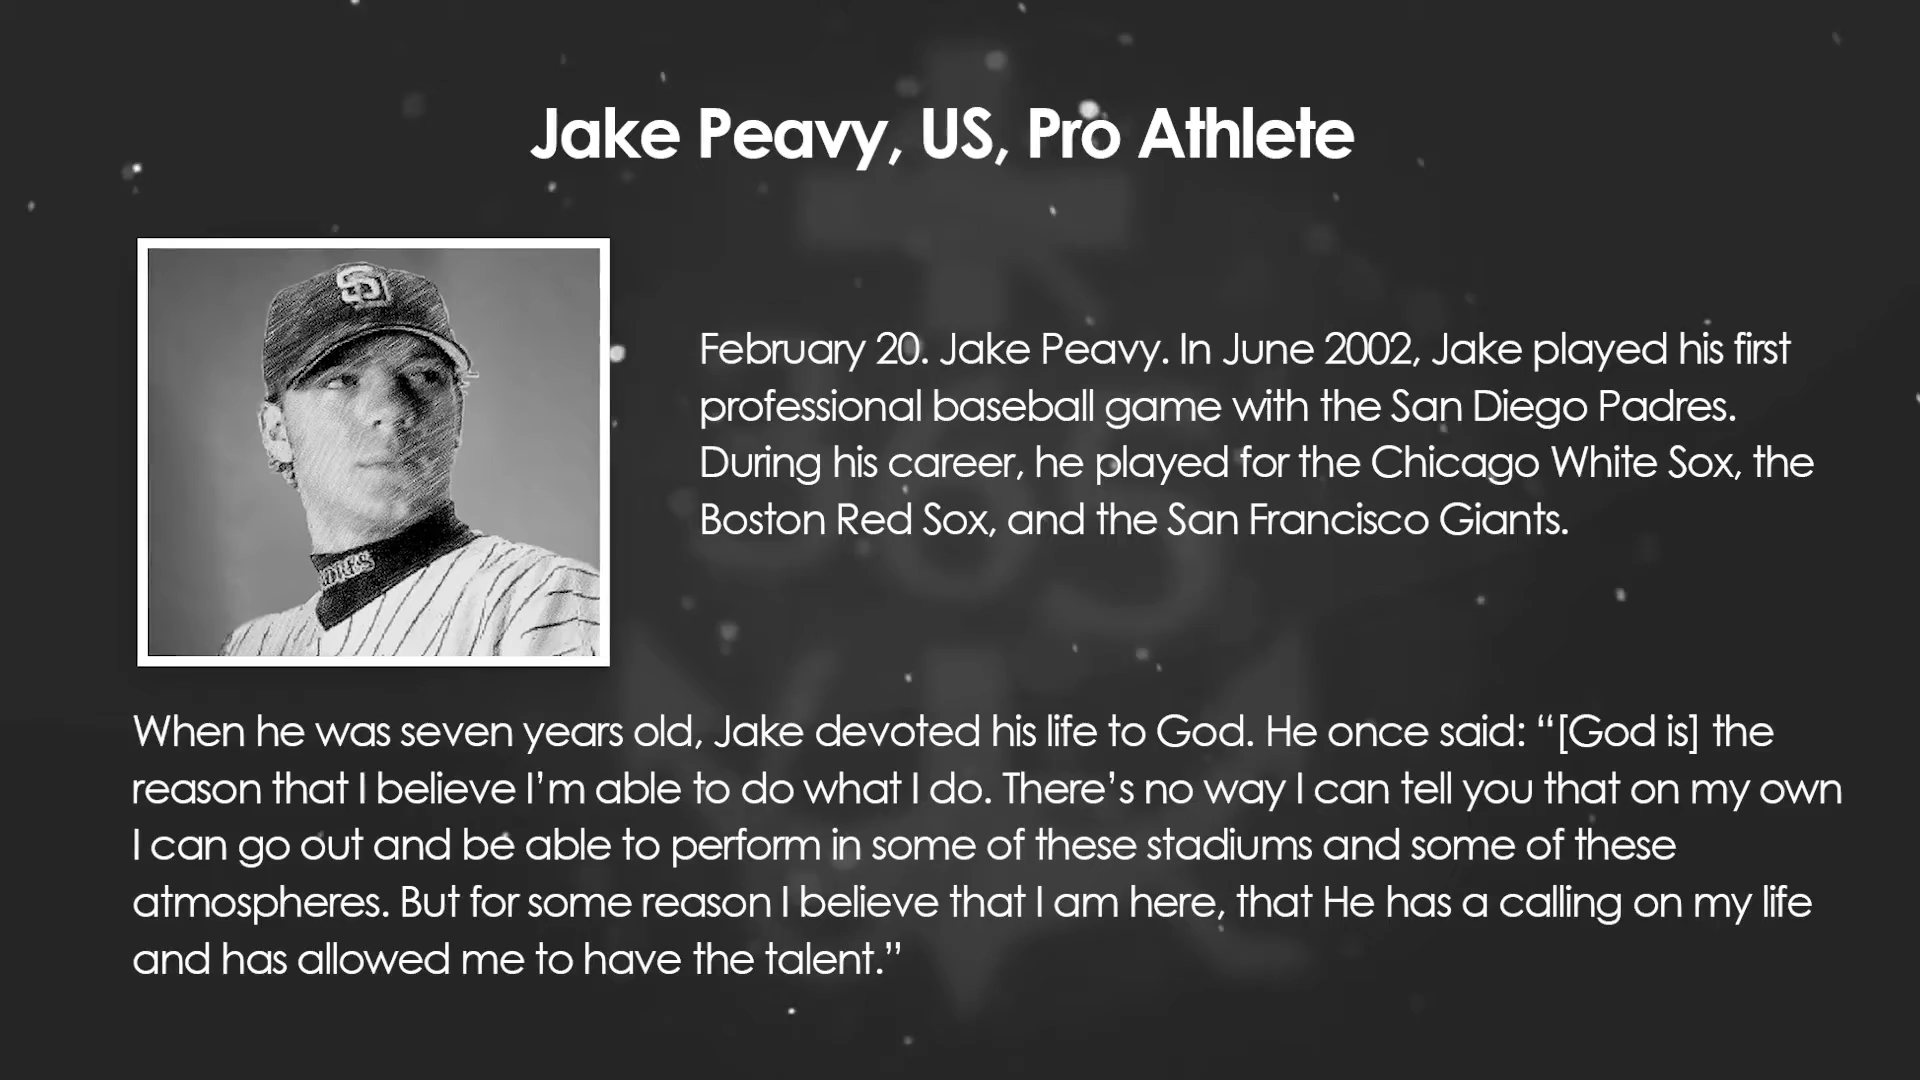 Jake Peavy, US, Pro Athlete
SD
DRES
February 20. Jake Peavy. In June 2002, Jake played his first
professional baseball game with the San Diego Padres.
During his career, he played for the Chicago White Sox, the
Boston Red Sox, and the San Francisco Giants.
When he was seven years old, Jake devoted his life to God. He once said: “[God is] the
reason that I believe I’m able to do what I do. There’s no way I can tell you that on my own
I can go out and be able to perform in some of these stadiums and some of these
atmospheres. But for some reason I believe that I am here, that He has a calling on my life
and has allowed me to have the talent.”